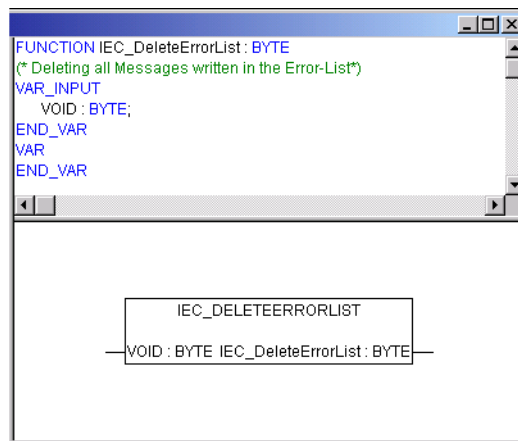 FUNCTION IEC_DeleteErrorList : BYTE
(* Deleting all Messages written in the Error-List*)
VAR_INPUT
VOID : BYTE;
END_VAR
VAR
END_VAR
IEC_DELETEERRORLIST
VOID : BYTE IEC_DeleteErrorList : BYTE